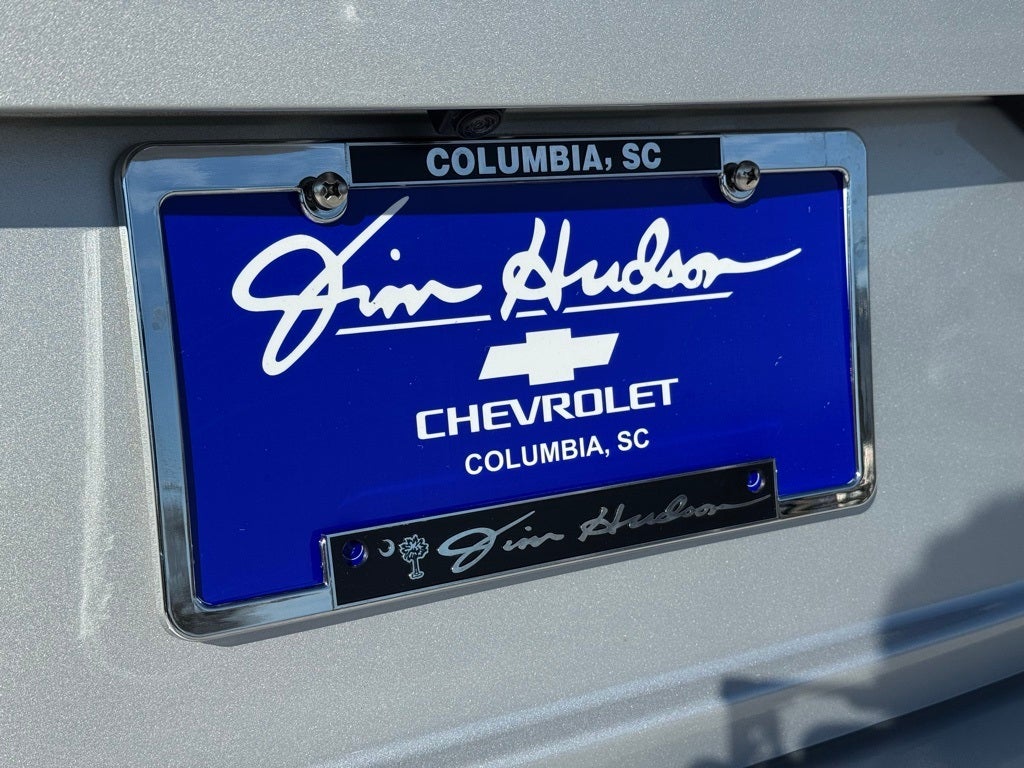 COLUMBIA, SC
Jim Hudson
CHEVROLET
COLUMBIA, SC
Jim Hudson